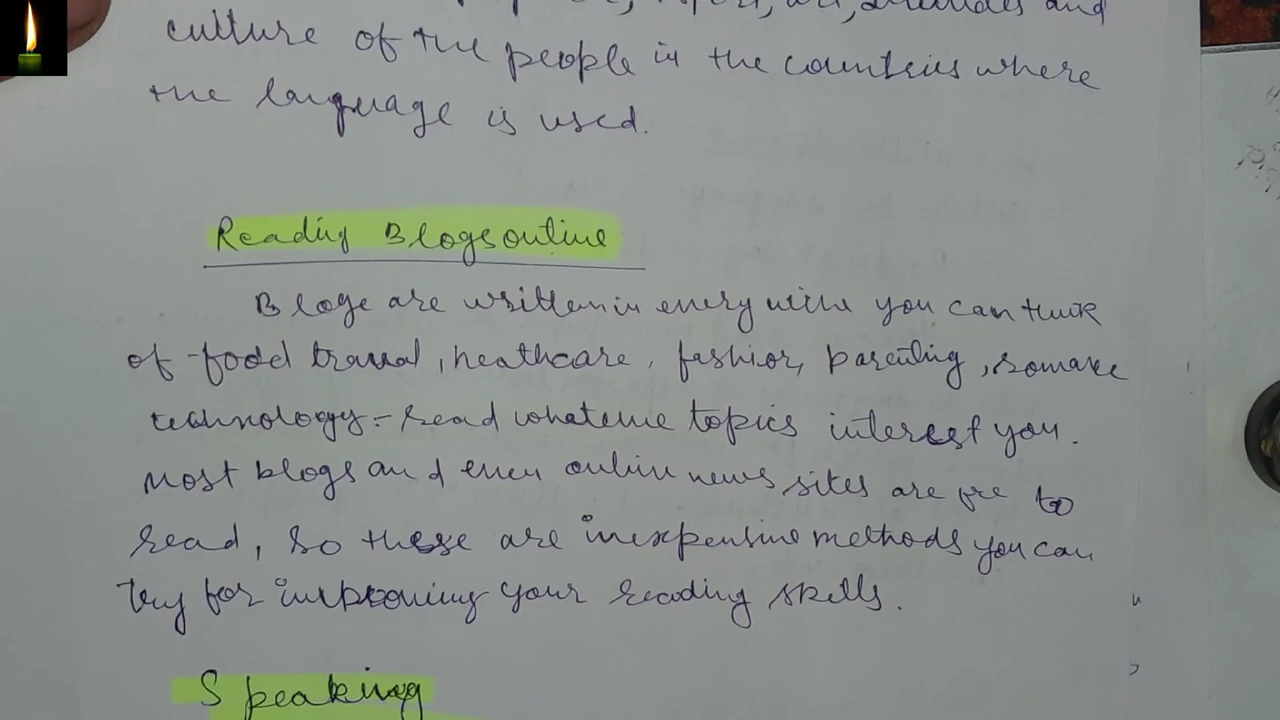 and
culture of the people in the countries where
the language is used.
Reading Blogs online
Blogs are written in every niche you can think
of food travel, heathcare, fashion, parenting, romance
technology - read whatever topics interest you.
Most blogs and even online news sites are free to
read, so these are inexpensive methods you can
try for improving your reading skills.
Speaking